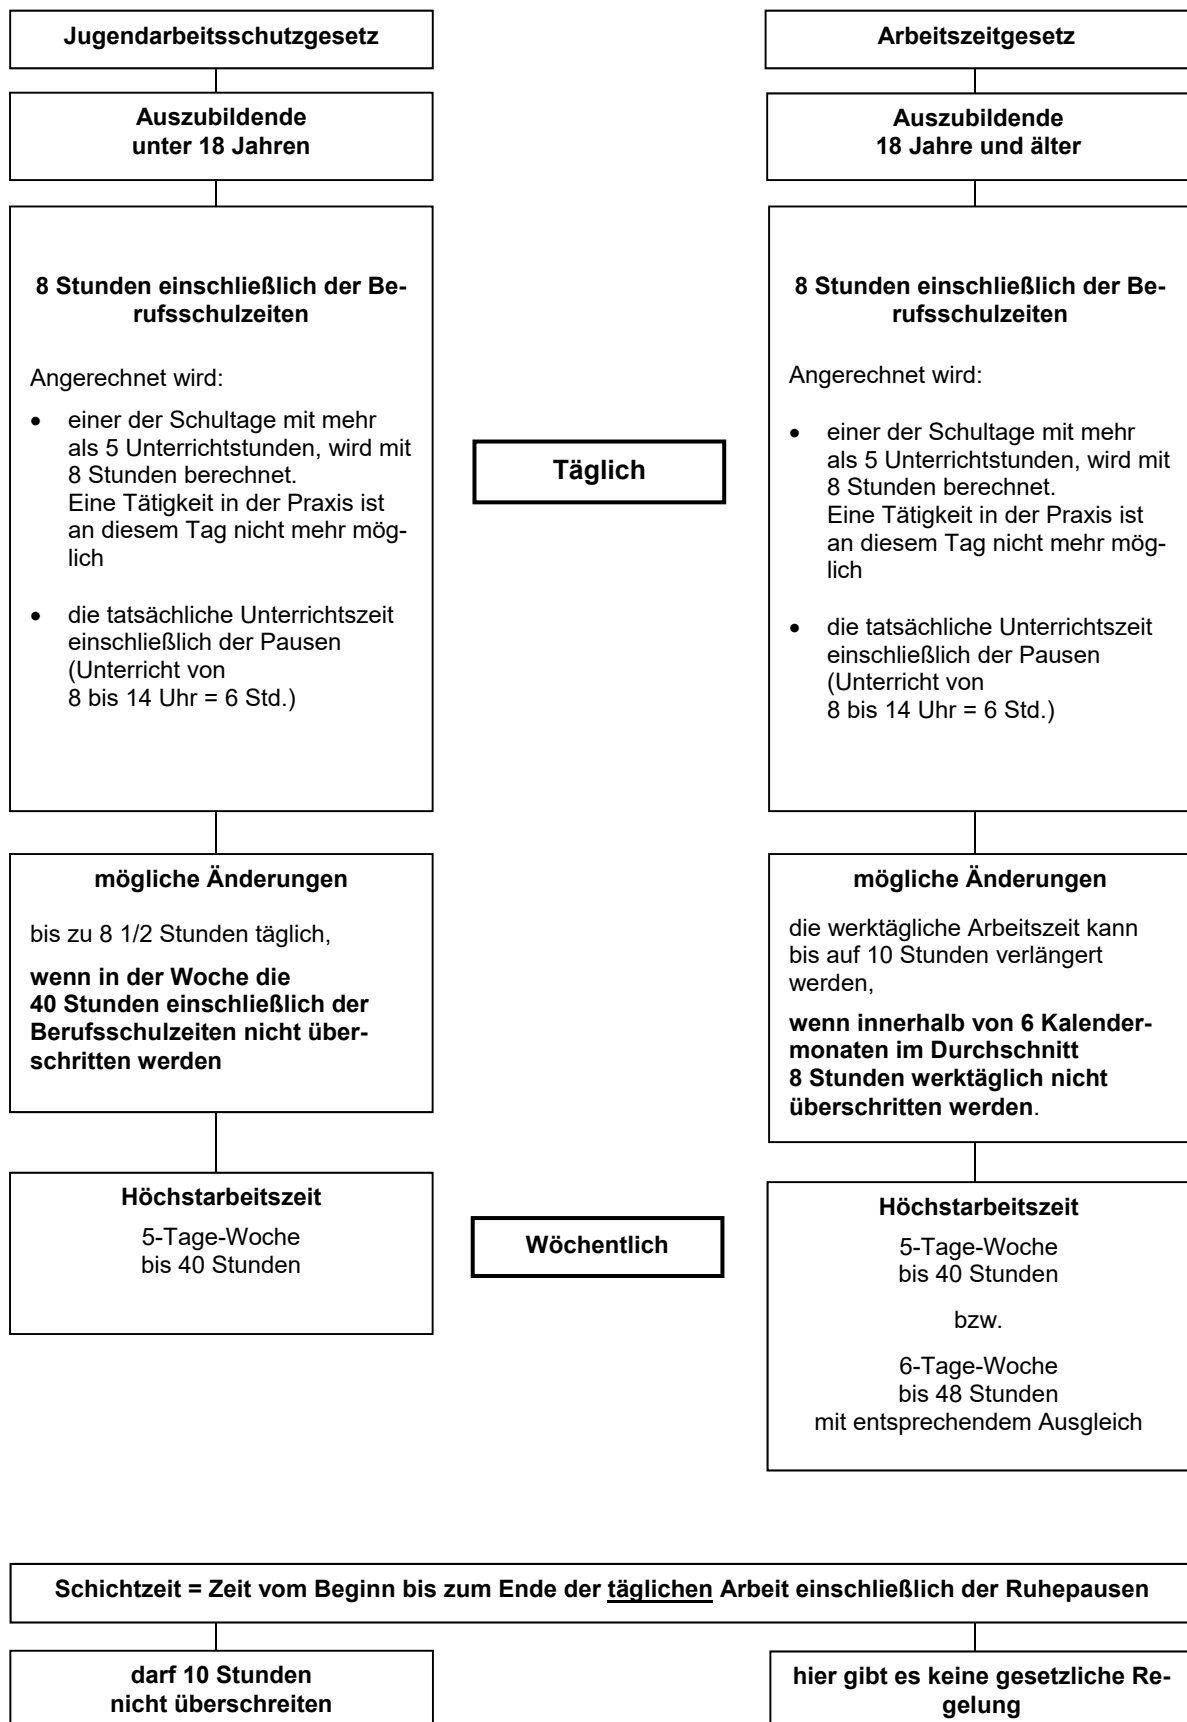 Jugendarbeitsschutzgesetz
Auszubildende
unter 18 Jahren
8 Stunden einschließlich der Be-
rufsschulzeiten
Angerechnet wird:
• einer der Schultage mit mehr
als 5 Unterrichtstunden, wird mit
8 Stunden berechnet.
Eine Tätigkeit in der Praxis ist
an diesem Tag nicht mehr mög-
lich
• die tatsächliche Unterrichtszeit
einschließlich der Pausen
(Unterricht von
8 bis 14 Uhr = 6 Std.)
mögliche Änderungen
bis zu 8 1/2 Stunden täglich,
wenn in der Woche die
40 Stunden einschließlich der
Berufsschulzeiten nicht über-
schritten werden
Höchstarbeitszeit
5-Tage-Woche
bis 40 Stunden
Täglich
Wöchentlich
Arbeitszeitgesetz
Auszubildende
18 Jahre und älter
8 Stunden einschließlich der Be-
rufsschulzeiten
Angerechnet wird:
• einer der Schultage mit mehr
als 5 Unterrichtstunden, wird mit
8 Stunden berechnet.
Eine Tätigkeit in der Praxis ist
an diesem Tag nicht mehr mög-
lich
• die tatsächliche Unterrichtszeit
einschließlich der Pausen
(Unterricht von
8 bis 14 Uhr = 6 Std.)
mögliche Änderungen
die werktägliche Arbeitszeit kann
bis auf 10 Stunden verlängert
werden,
wenn innerhalb von 6 Kalender-
monaten im Durchschnitt
8 Stunden werktäglich nicht
überschritten werden.
Höchstarbeitszeit
5-Tage-Woche
bis 40 Stunden
bzw.
6-Tage-Woche
bis 48 Stunden
mit entsprechendem Ausgleich
Schichtzeit = Zeit vom Beginn bis zum Ende der täglichen Arbeit einschließlich der Ruhepausen
darf 10 Stunden
nicht überschreiten
hier gibt es keine gesetzliche Re-
gelung